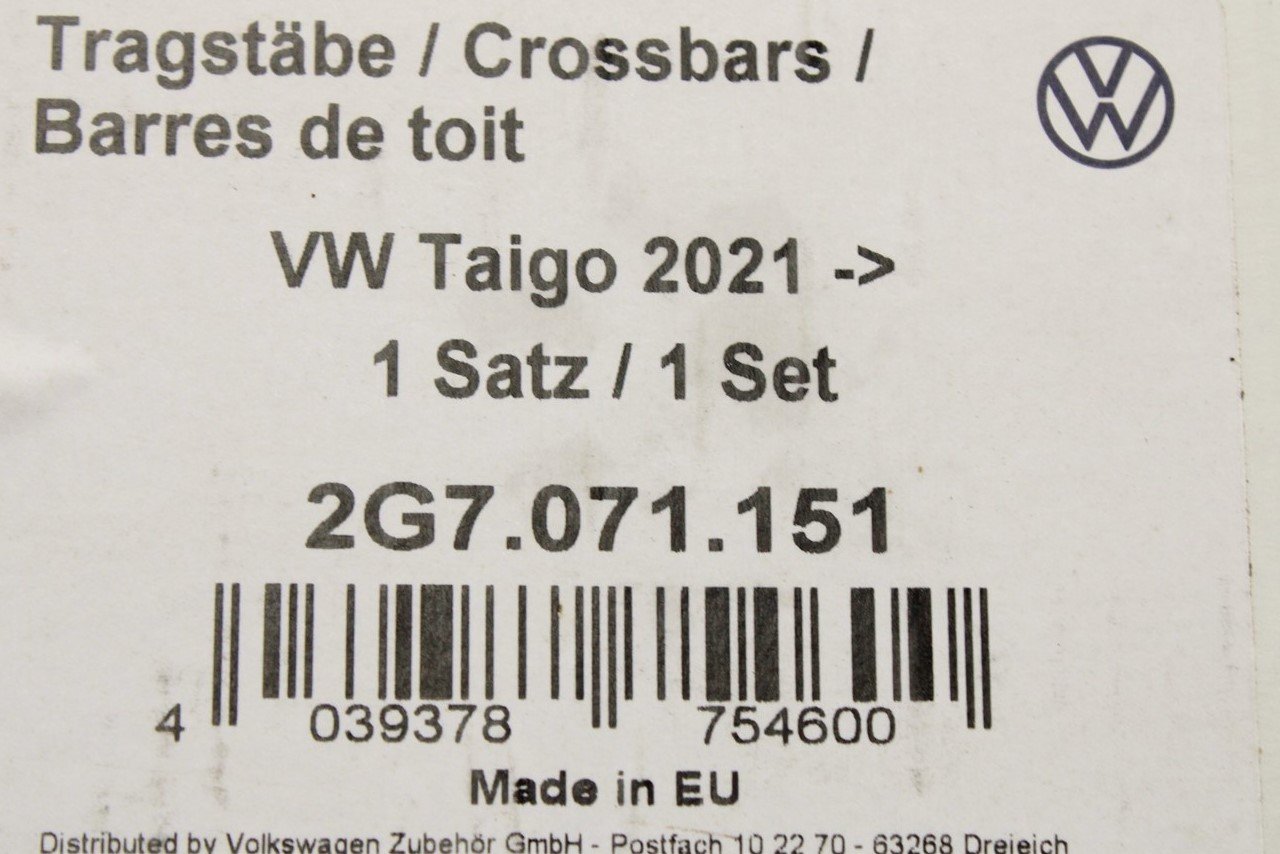 Tragstäbe / Crossbars /
Barres de toit
VW Taigo 2021 ->
1 Satz / 1 Set
2G7.071.151
4 039378 754600
Made in EU
Distributed by Volkswagen Zubehör GmbH - Postfach 10 22 70 - 63268 Dreieich